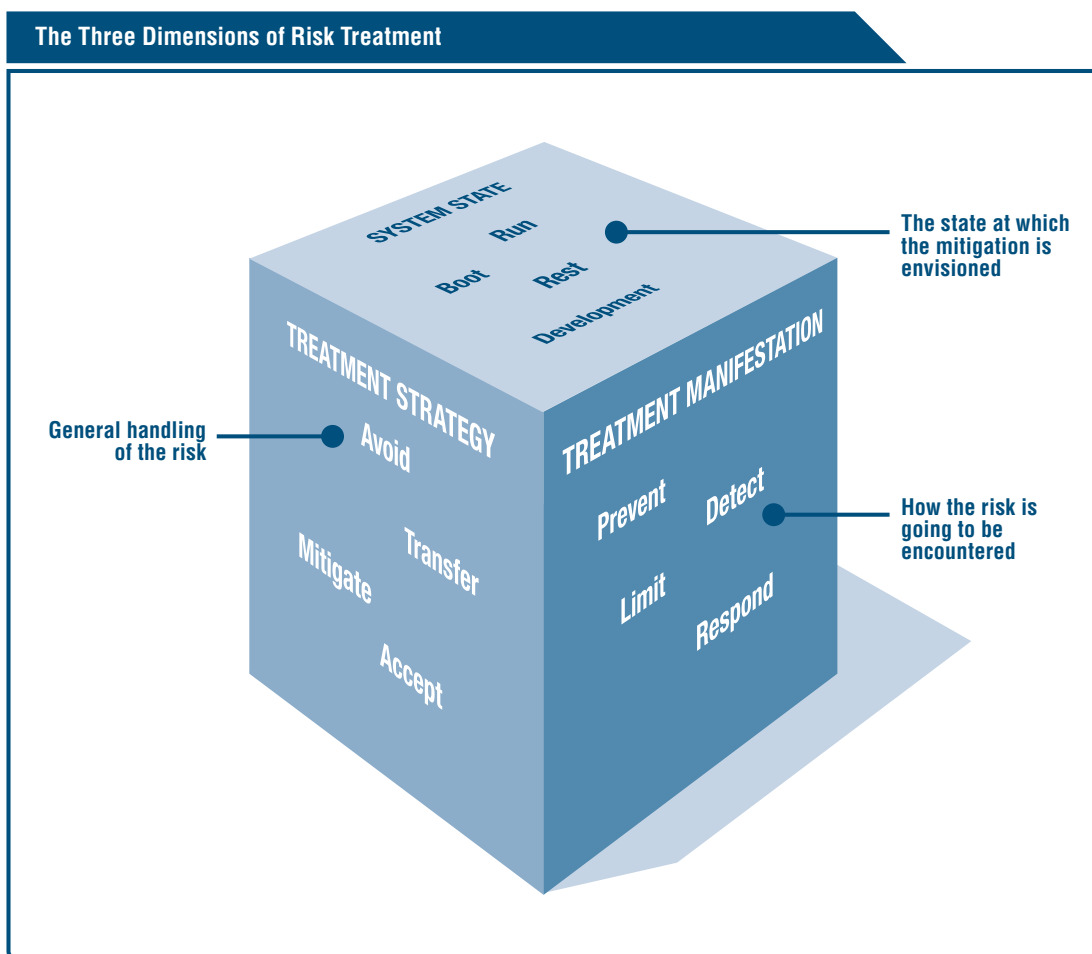 The Three Dimensions of Risk Treatment
SYSTEM STATE
Run
Boot
Rest
Development
The state at which
the mitigation is
envisioned
TREATMENT STRATEGY
Avoid
Mitigate
Transfer
Accept
General handling
of the risk
TREATMENT MANIFESTATION
Prevent
Detect
Limit
Respond
How the risk is
going to be
encountered